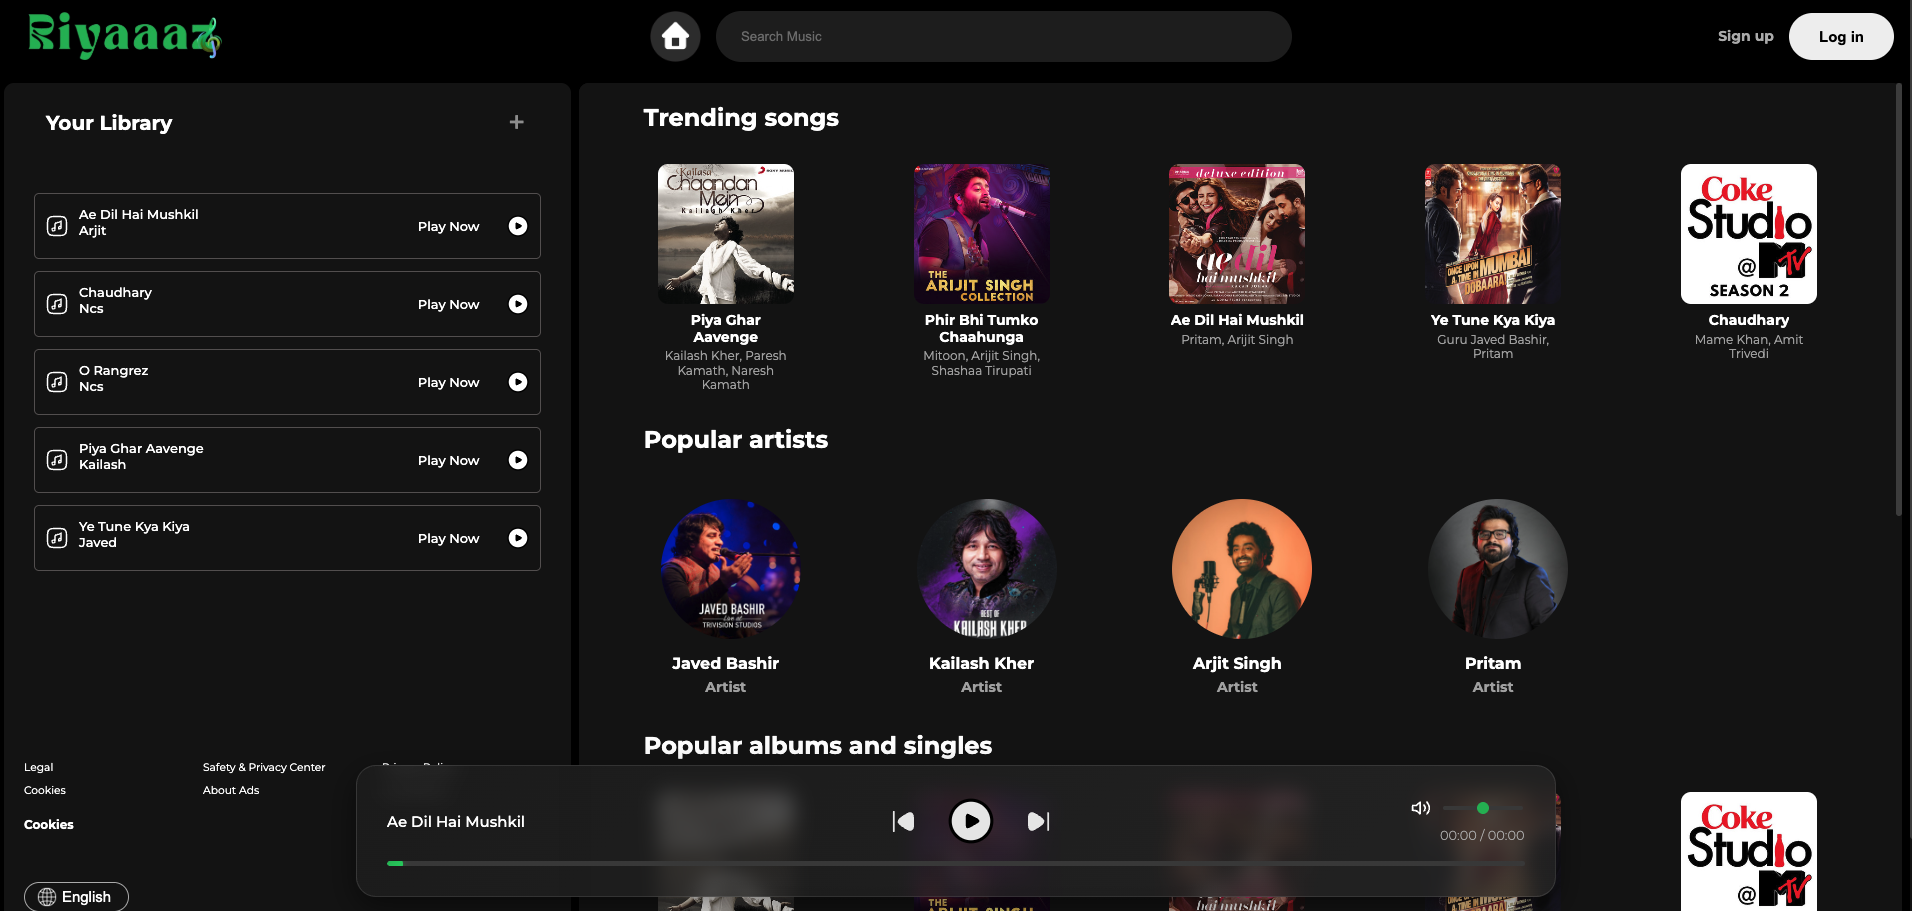 Riyaaaz
Search Music
Sign up
Log in
Your Library
+
Ae Dil Hai Mushkil
Arjit
Play Now
Chaudhary
Ncs
Play Now
O Rangrez
Ncs
Play Now
Piya Ghar Aavenge
Kailash
Play Now
Ye Tune Kya Kiya
Javed
Play Now
Legal
Safety & Privacy Center
Cookies
About Ads
Cookies
English
Trending songs
Kailasa
Chaandan
Mein
Kailash Kher
SONY MUSIC
Piya Ghar
Aavenge
Kailash Kher, Paresh
Kamath, Naresh
Kamath
THE
ARIJIT SINGH
COLLECTION
Phir Bhi Tumko
Chaahunga
Mitoon, Arijit Singh,
Shashaa Tirupati
deluxe edition
ae dil
hai mushkil
Ae Dil Hai Mushkil
Pritam, Arijit Singh
ONCE UPON
A TIME IN MUMBAI
DOBAARA!
Ye Tune Kya Kiya
Guru Javed Bashir,
Pritam
Coke
Studio
@ MTV
SEASON 2
Chaudhary
Mame Khan, Amit
Trivedi
Popular artists
JAVED BASHIR
Live at
TRIVISION STUDIOS
Javed Bashir
Artist
BEST OF
KAILASH KHER
Kailash Kher
Artist
Arjit Singh
Artist
Pritam
Artist
Popular albums and singles
THE
ARIJIT SINGH
hai mushkil
Coke
Studio
@ MTV
Ae Dil Hai Mushkil
00:00 / 00:00